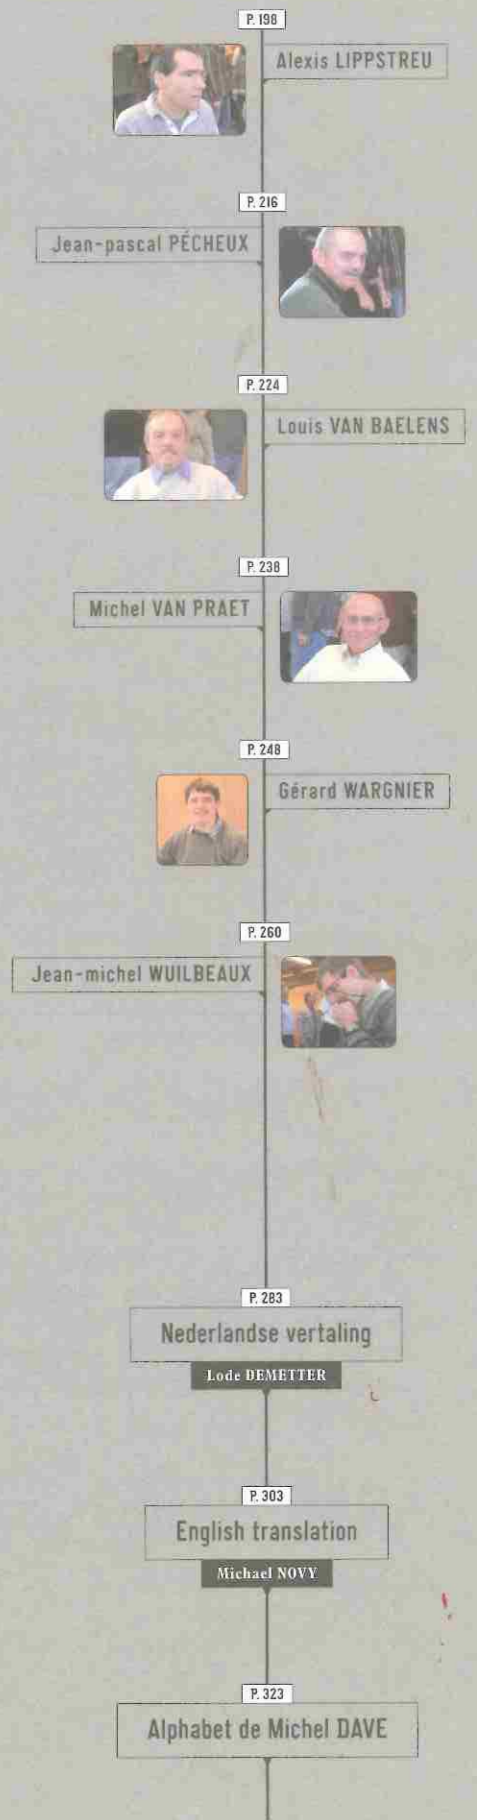 P. 198
Alexis LIPPSTREU
P. 216
Jean-pascal PÉCHEUX
P. 224
Louis VAN BAELENS
P. 238
Michel VAN PRAET
P. 248
Gérard WARGNIER
P. 260
Jean-michel WUILBEAUX
P. 283
Nederlandse vertaling
Lode DEMETTER
P. 303
English translation
Michael NOVY
P. 323
Alphabet de Michel DAVE